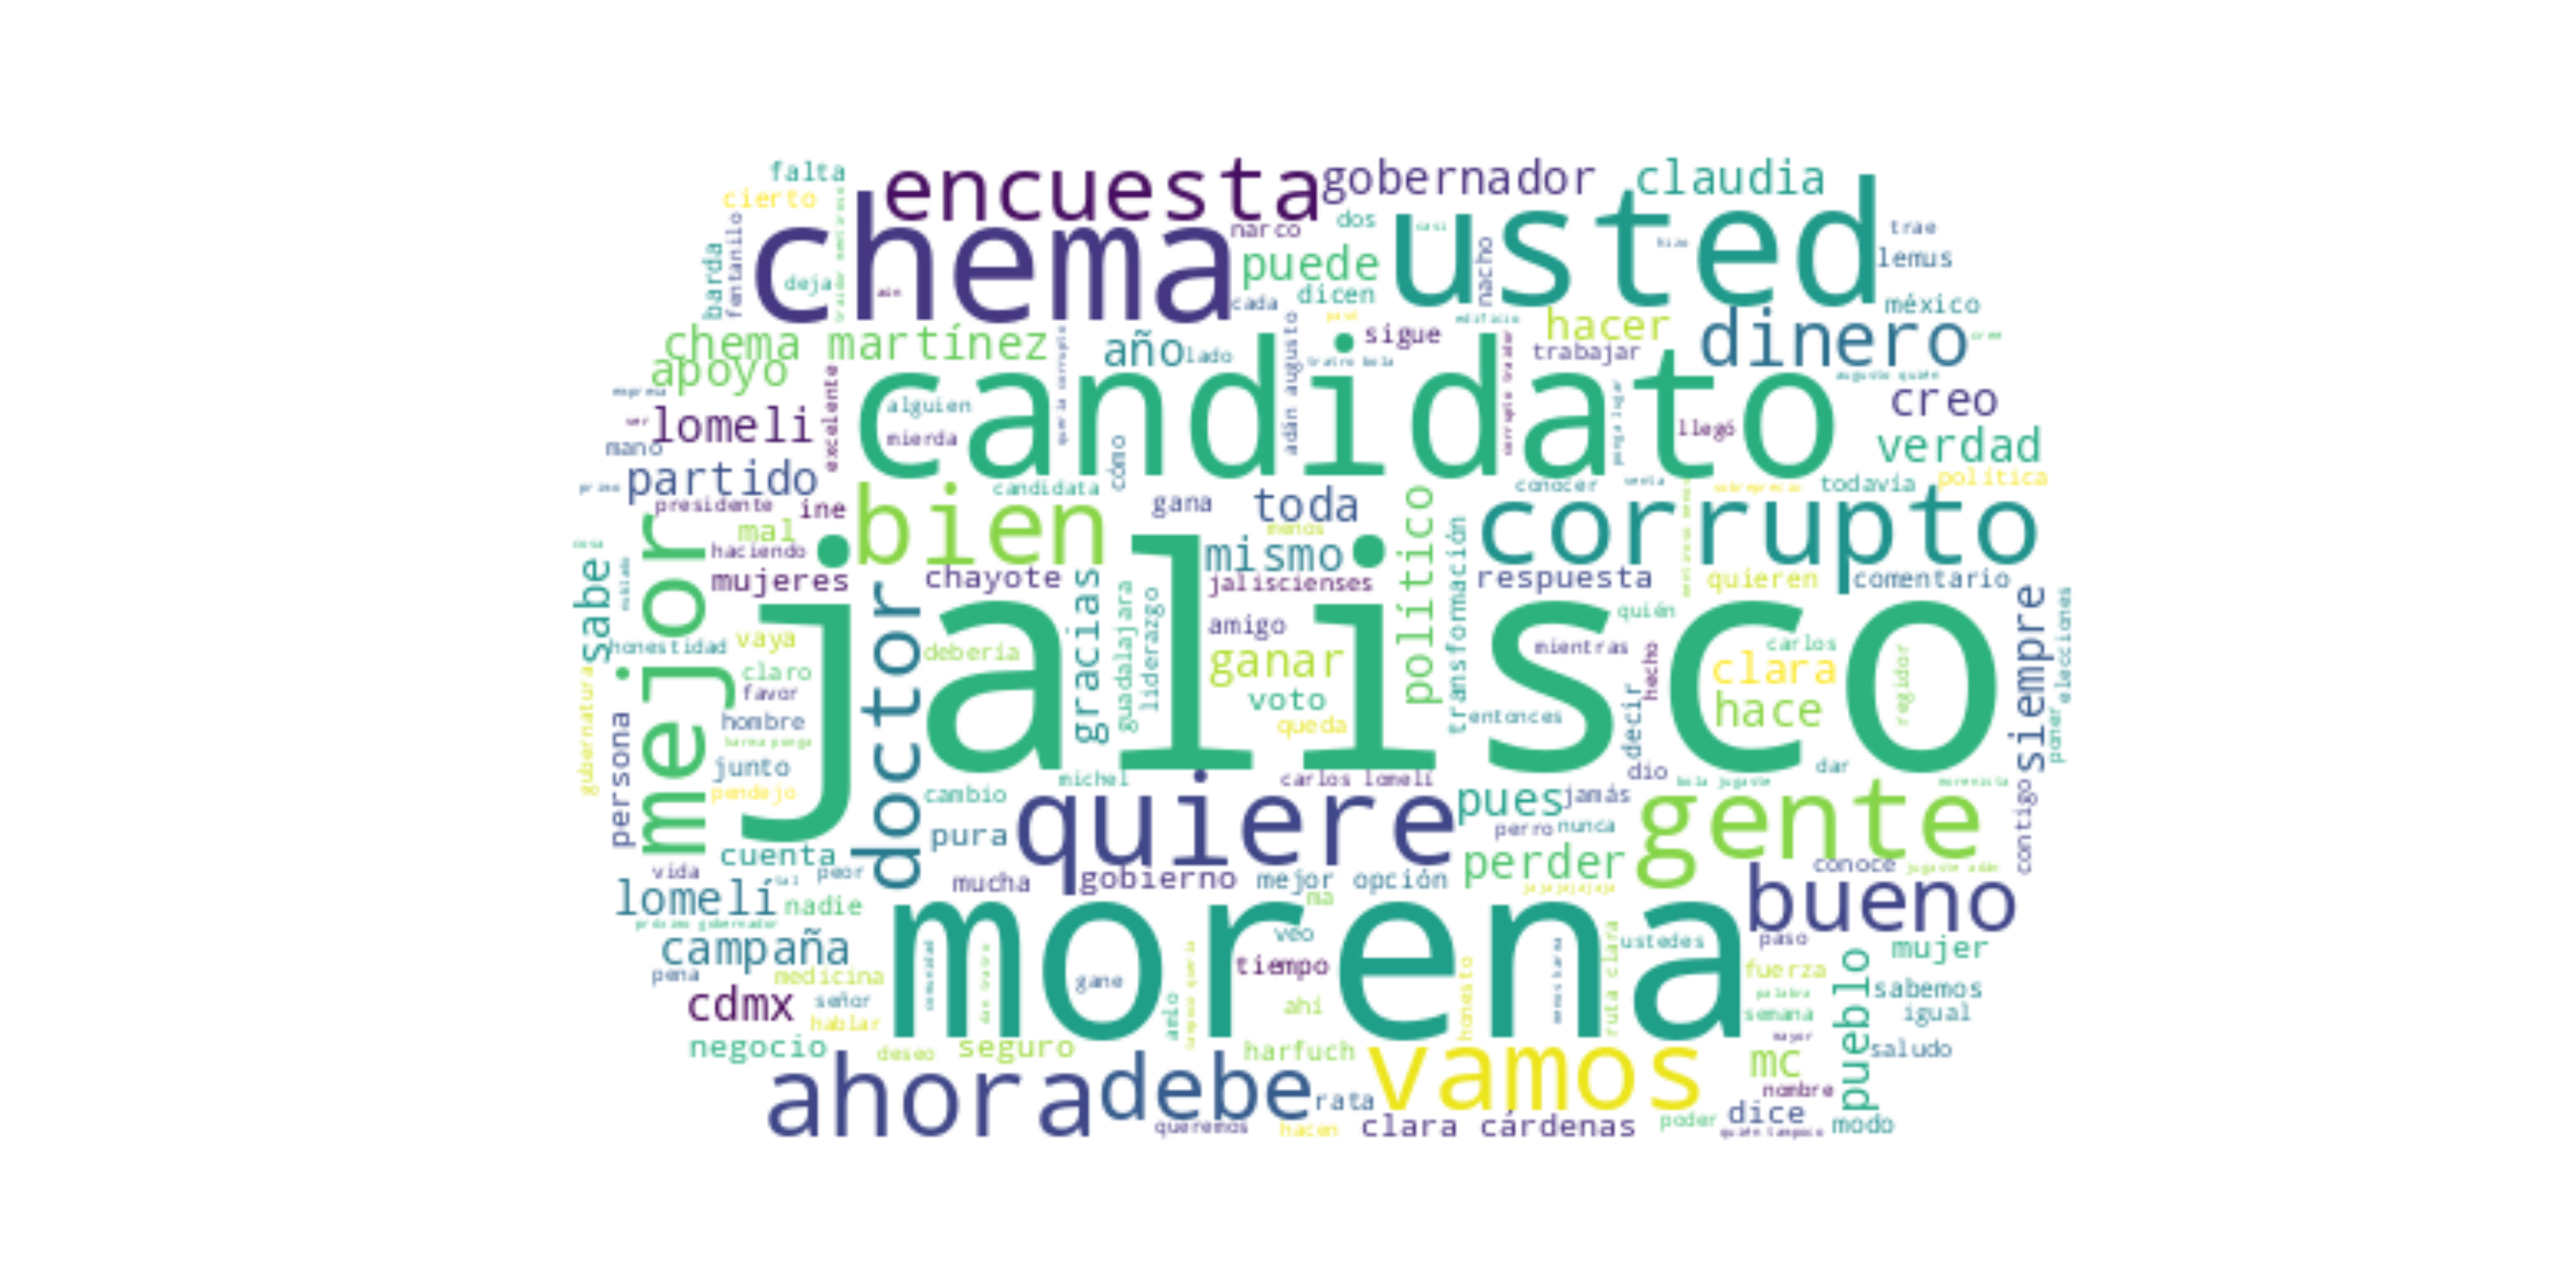 falta
encuesta
gobernador
claudia
cierto
chema
usted
narco
dos
puede
nacho
trae
lemus
barda
fentanilo
deja
cada
dicen
méxico
chema martínez
año
lado
adán augusto
sigue
hacer
trabajar
dinero
apoyo
candidato
creo
lomeli
excelente
alguien
mierda
cómo
llegó
verdad
mano
partido
candidata
conocer
todavía
política
presidente
ine
bien
gana
toda
político
corrupto
mal
haciendo
menos
mismo
transformación
mujeres
chayote
jaliscienses
respuesta
quieren
comentario
sabe
mejor
jalisco
doctor
gracias
guadalajara
liderazgo
amigo
quién
siempre
elecciones
honestidad
vaya
debería
ganar
mientras
hecho
carlos
clara
claro
favor
voto
hace
regidor
gubernatura
persona
hombre
queda
entonces
decir
poner
junto
michel
carlos lomelí
dio
dar
pendejo
cambio
quiere
pues
jamás
gente
contigo
pura
perro
nunca
cuenta
perder
vida
peor
mucha
gobierno
mejor opción
conoce
bueno
lomelí
nadie
próximo gobernador
morena
veo
ustedes
paso
mujer
campaña
pena
medicina
tiempo
honesto
ruta clara
fuerza
pueblo
sabemos
cdmx
señor
gane
amlo
ahí
palabra
semana
igual
hablar
negocio
deseo
seguro
harfuch
vamos
mc
saludo
ahora
debe
rata
nombre
queremos
hacen
clara cárdenas
poder
dice
modo